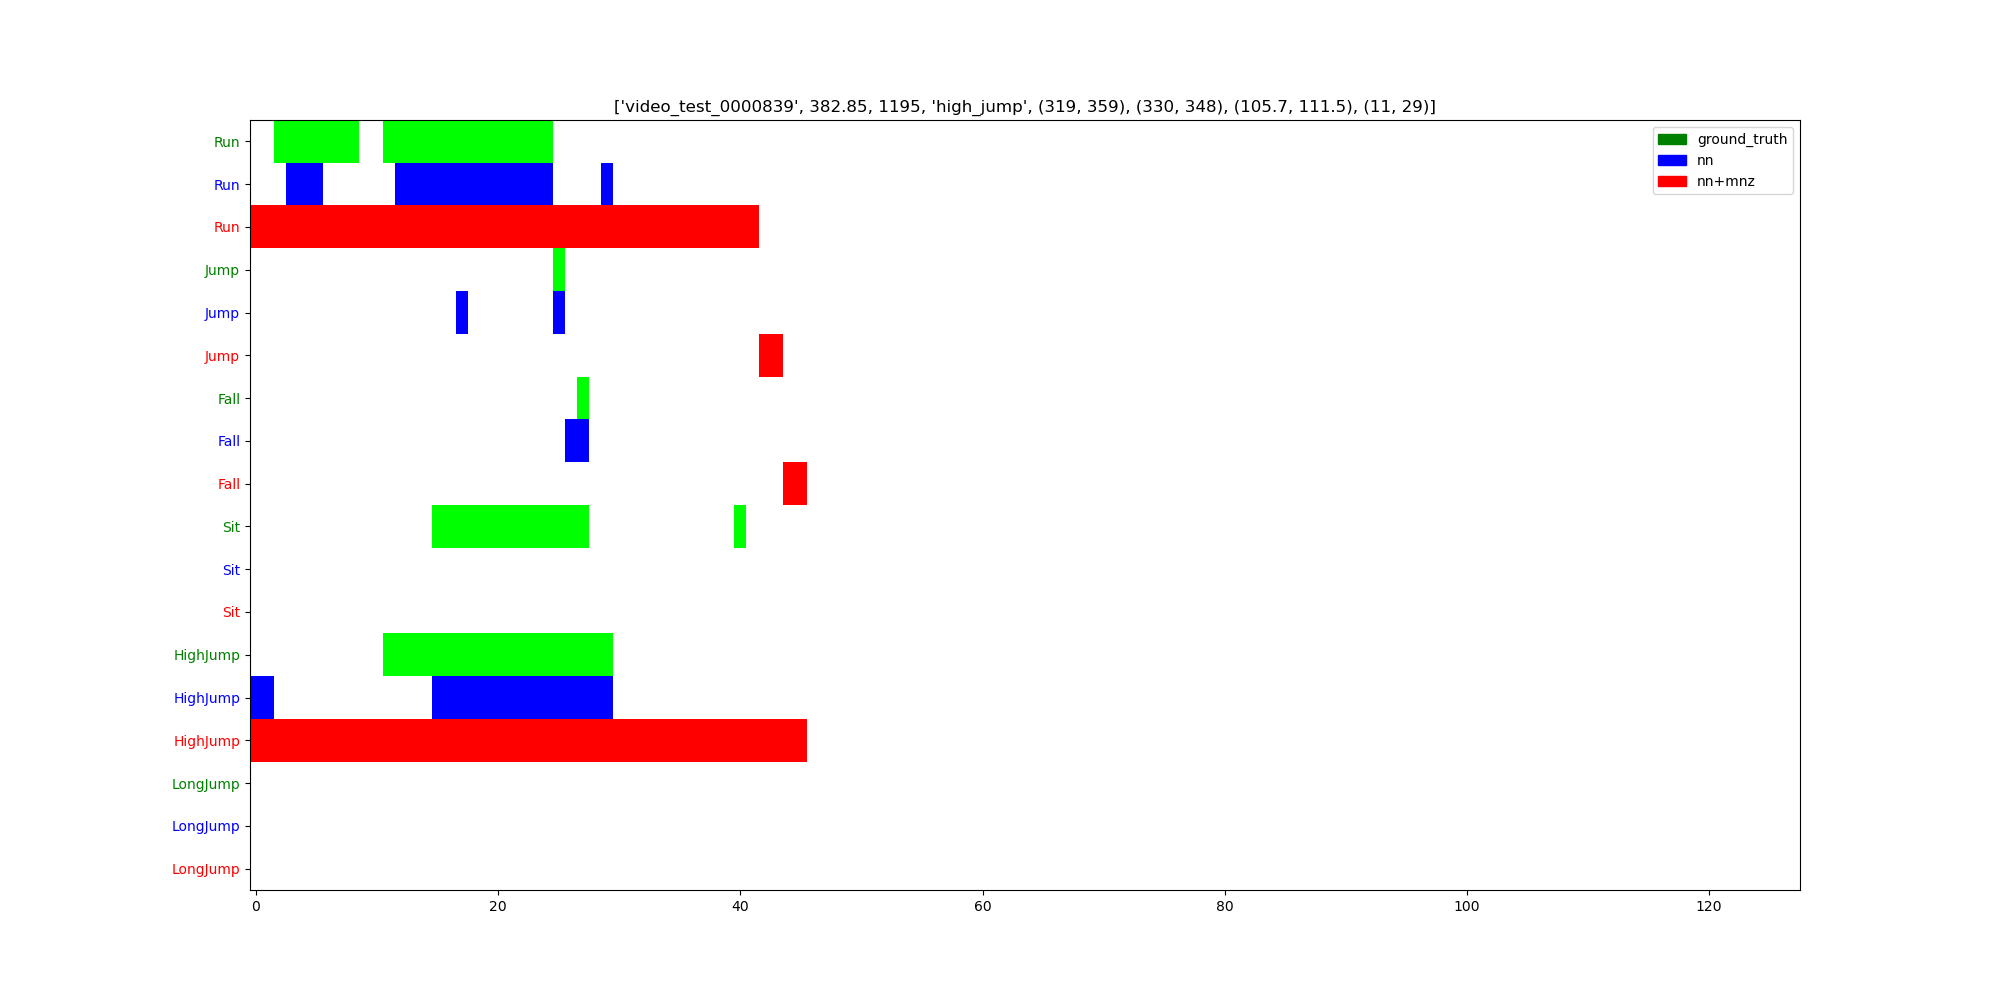 ['video_test_0000839', 382.85, 1195, 'high_jump', (319, 359), (330, 348), (105.7, 111.5), (11, 29)]
ground_truth
nn
nn+mnz
Run
Run
Run
Jump
Jump
Jump
Fall
Fall
Fall
Sit
Sit
Sit
HighJump
HighJump
HighJump
LongJump
LongJump
LongJump
0 20 40 60 80 100 120